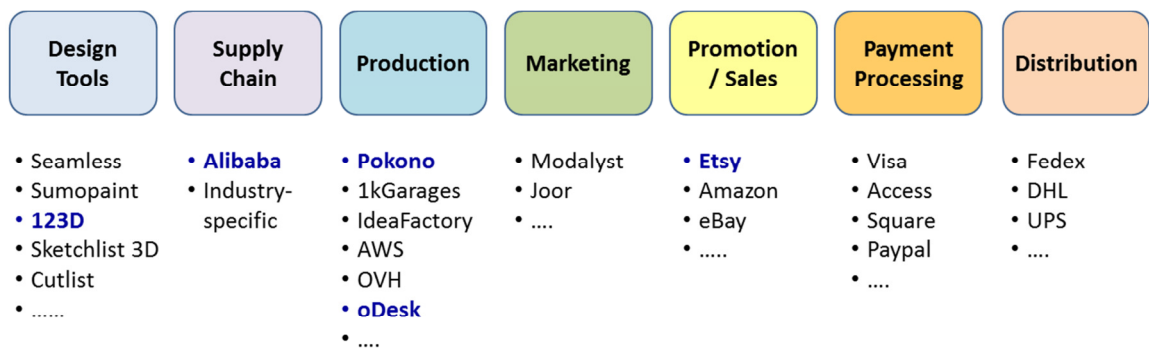 Design
Tools
Supply
Chain
Production
Marketing
Promotion
/ Sales
Payment
Processing
Distribution
• Seamless
• Sumopaint
• 123D
• Sketchlist 3D
• Cutlist
• ......
• Alibaba
• Industry-
specific
• Pokono
• 1kGarages
• IdeaFactory
• AWS
• OVH
• oDesk
• ....
• Modalyst
• Joor
• ....
• Etsy
• Amazon
• eBay
• .....
• Visa
• Access
• Square
• Paypal
• ....
• Fedex
• DHL
• UPS
• ....